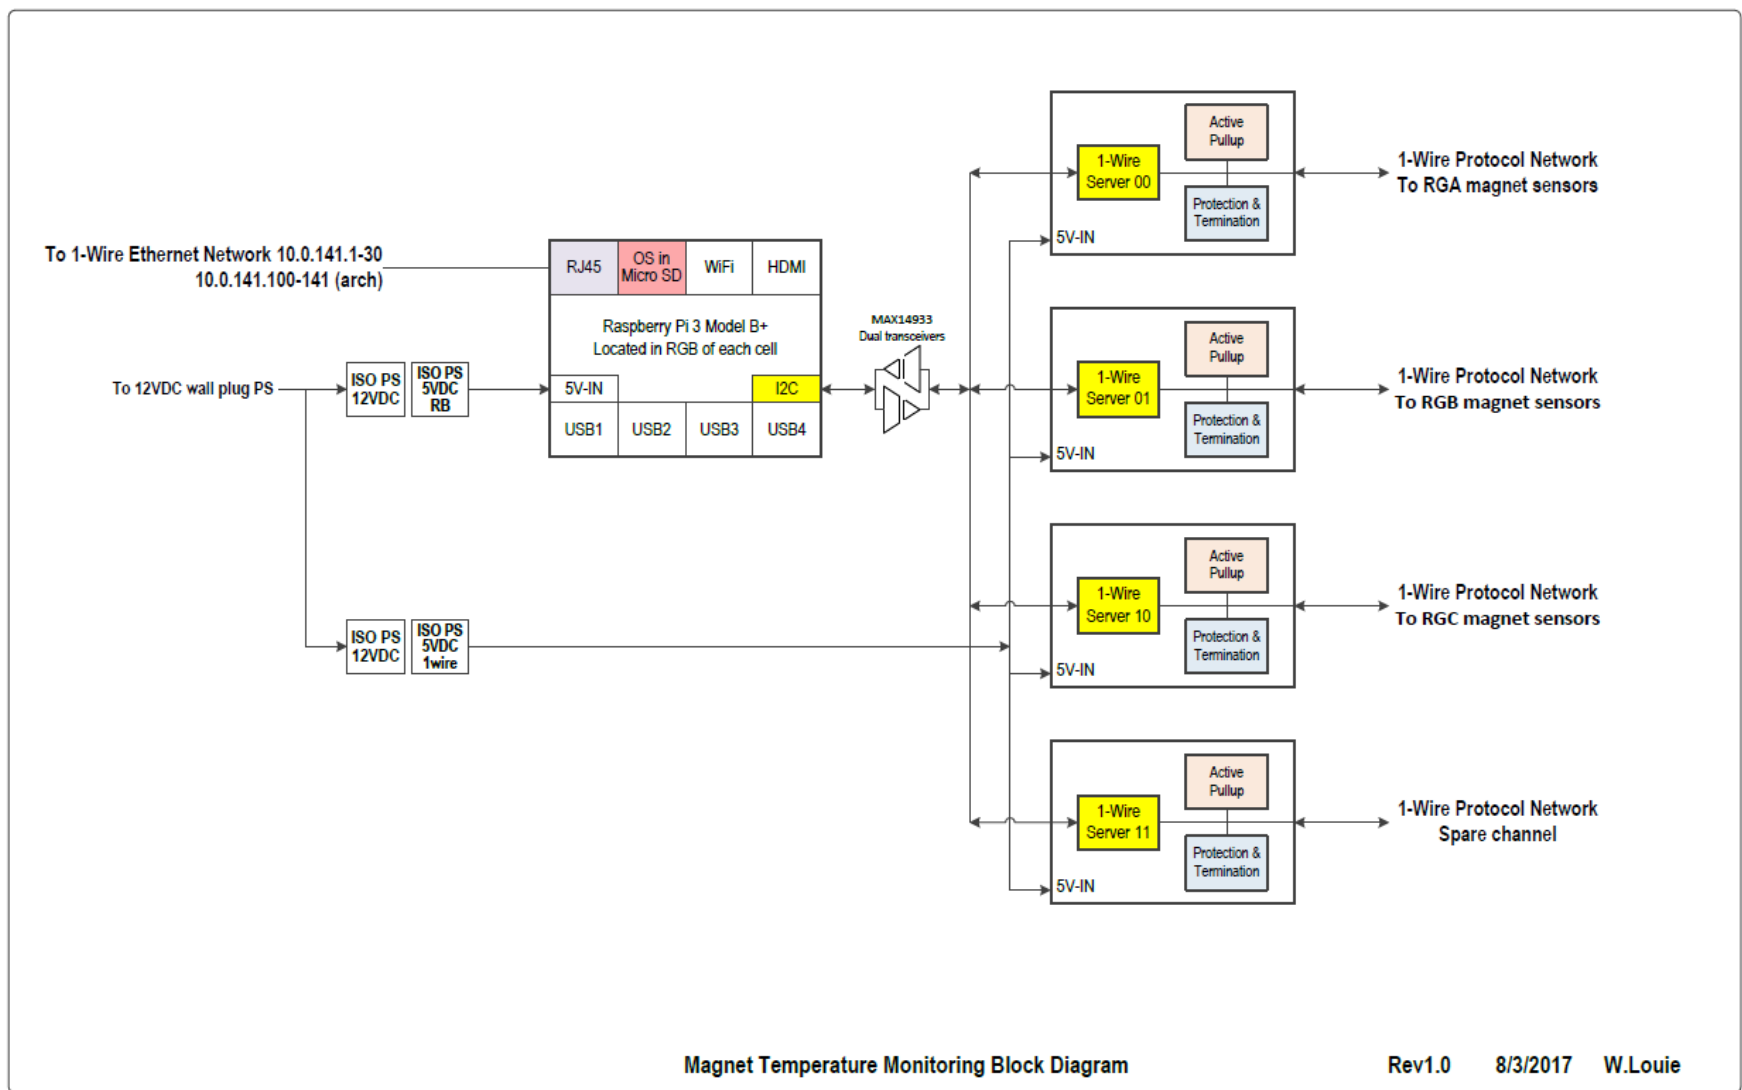 To 1-Wire Ethernet Network 10.0.141.1-30
10.0.141.100-141 (arch)
To 12VDC wall plug PS
ISO PS
12VDC
ISO PS
5VDC
RB
ISO PS
12VDC
ISO PS
5VDC
1wire
RJ45
OS in
Micro SD
WiFi
HDMI
Raspberry Pi 3 Model B+
Located in RGB of each cell
5V-IN
I2C
USB1
USB2
USB3
USB4
MAX14933
Dual transceivers
1-Wire
Server 00
Active
Pullup
Protection &
Termination
5V-IN
1-Wire Protocol Network
To RGA magnet sensors
1-Wire
Server 01
Active
Pullup
Protection &
Termination
5V-IN
1-Wire Protocol Network
To RGB magnet sensors
1-Wire
Server 10
Active
Pullup
Protection &
Termination
5V-IN
1-Wire Protocol Network
To RGC magnet sensors
1-Wire
Server 11
Active
Pullup
Protection &
Termination
5V-IN
1-Wire Protocol Network
Spare channel
Magnet Temperature Monitoring Block Diagram
Rev1.0 8/3/2017 W.Louie